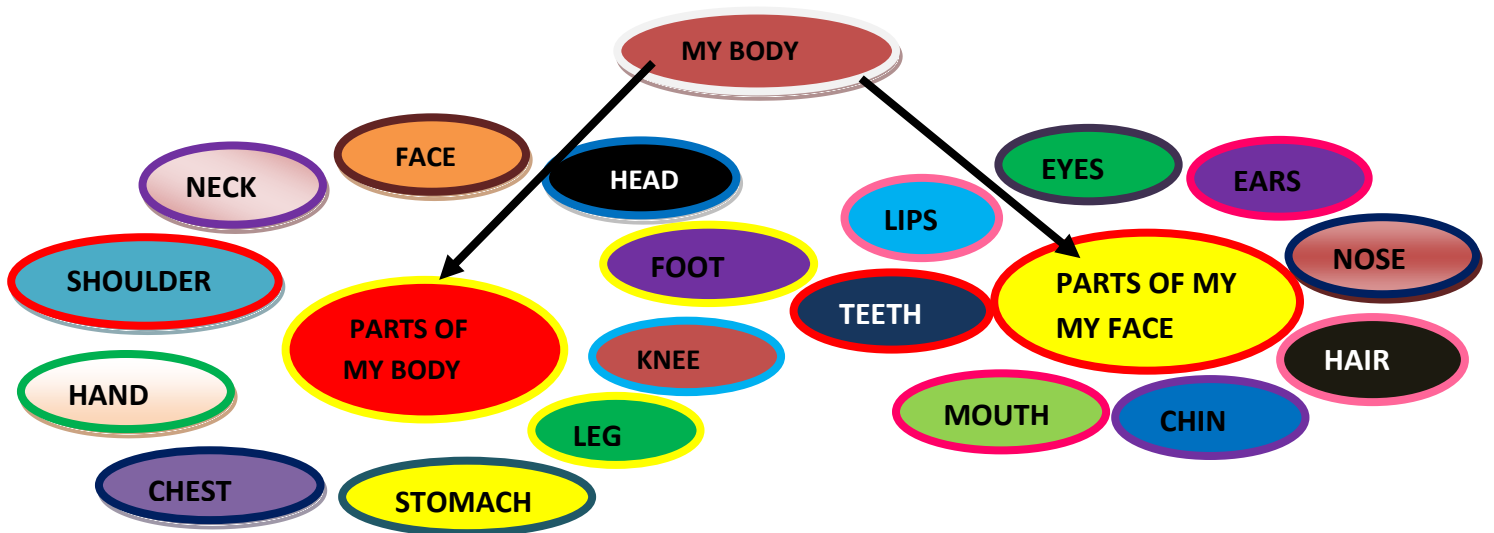 MY BODY
FACE
NECK
HEAD
SHOULDER
FOOT
PARTS OF
MY BODY
HAND
KNEE
LEG
CHEST
STOMACH
EYES
EARS
LIPS
NOSE
TEETH
PARTS OF MY
MY FACE
HAIR
MOUTH
CHIN